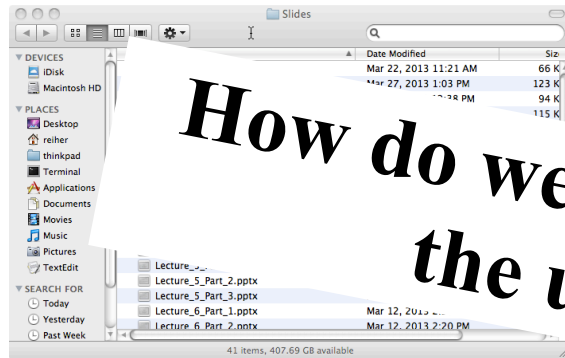 Slides
Date Modified
DEVICES
iDisk
Macintosh HD
PLACES
Desktop
reiher
thinkpad
Terminal
Applications
Documents
Movies
Music
Pictures
TextEdit
SEARCH FOR
Today
Yesterday
Past Week
Mar 22, 2013 11:21 AM 66 K
Mar 27, 2013 1:03 PM 123 K
94 K
115 K
How do we
the
Lecture_5_Part_2.pptx
Lecture_5_Part_3.pptx
Lecture_6_Part_1.pptx Mar 12,
Lecture_6_Part_2.pptx Mar 12, 2013 2:20 PM
41 items, 407.69 GB available